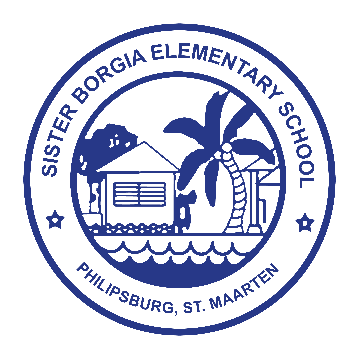 SISTER BORGIA ELEMENTARY SCHOOL
PHILIPSBURG, ST. MAARTEN